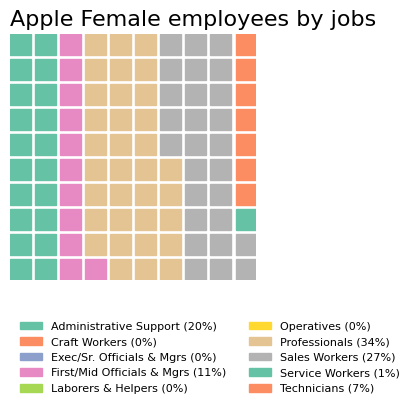 Apple Female employees by jobs
Administrative Support (20%)
Craft Workers (0%)
Exec/Sr. Officials & Mgrs (0%)
First/Mid Officials & Mgrs (11%)
Laborers & Helpers (0%)
Operatives (0%)
Professionals (34%)
Sales Workers (27%)
Service Workers (1%)
Technicians (7%)